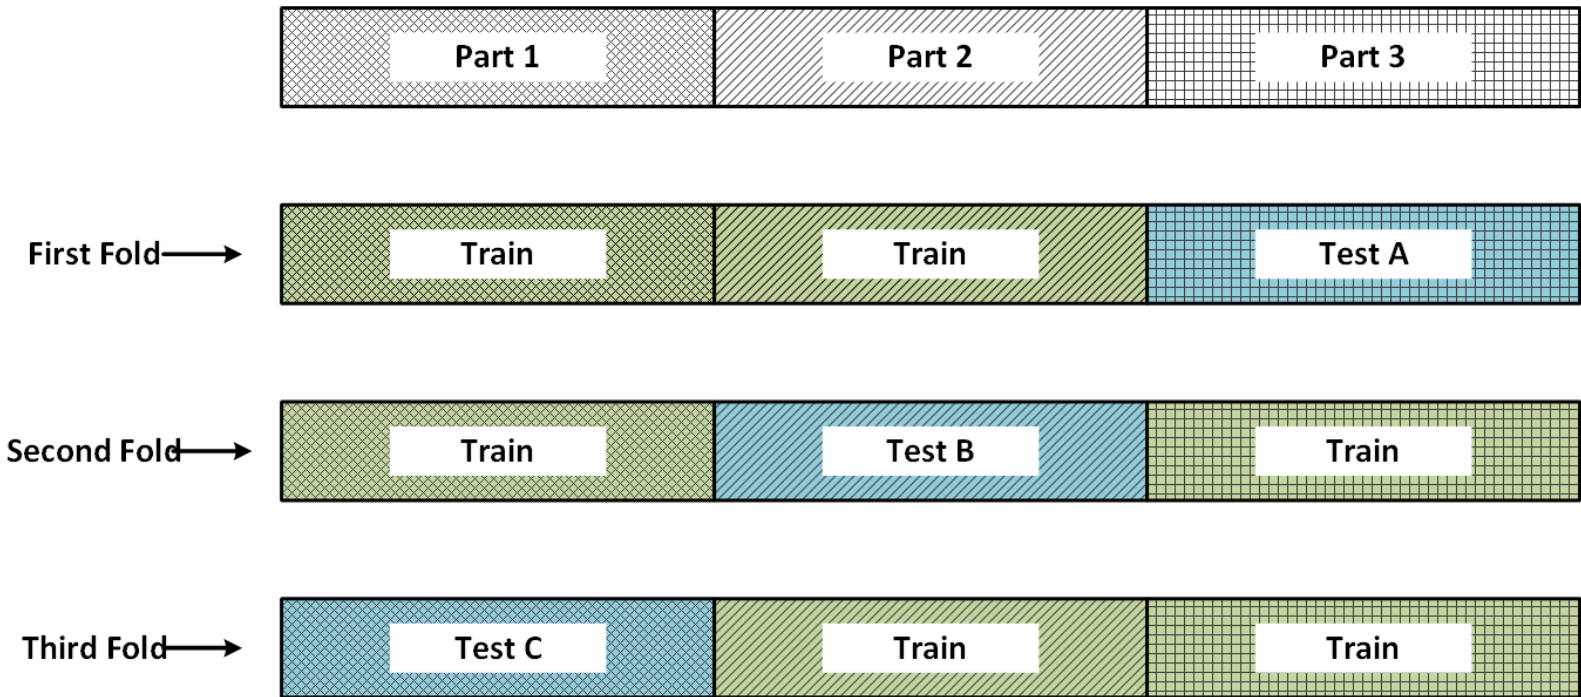 Part 1 Part 2 Part 3
First Fold Train Train Test A
Second Fold Train Test B Train
Third Fold Test C Train Train